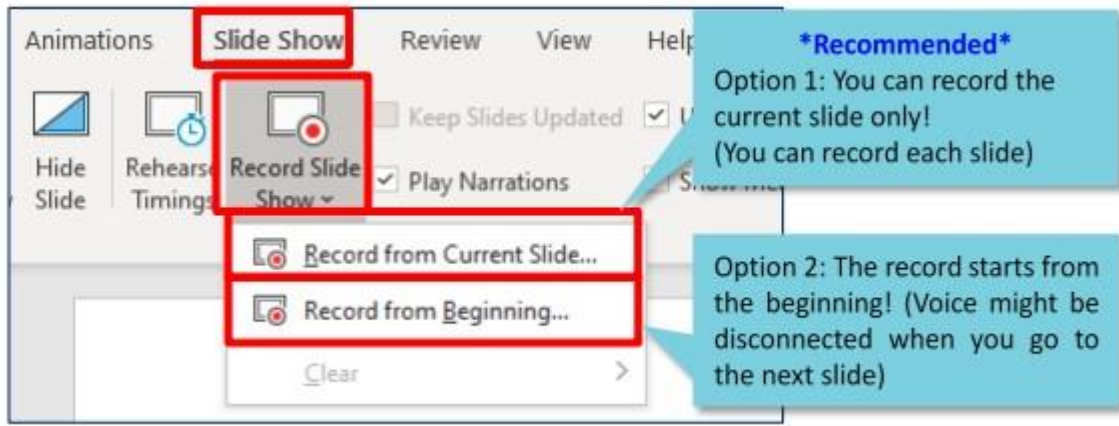 Animations Slide Show Review View Help
Hide Slide
Rehearse Timings
Record Slide Show
Keep Slides Updated
Play Narrations
Record from Current Slide...
Record from Beginning...
Clear
*Recommended*
Option 1: You can record the
current slide only!
(You can record each slide)
Option 2: The record starts from
the beginning! (Voice might be
disconnected when you go to
the next slide)